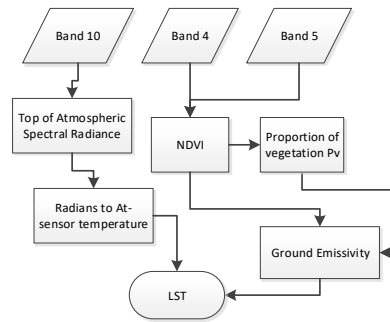 Band 10
Band 4
Band 5
Top of Atmospheric
Spectral Radiance
NDVI
Proportion of
vegetation Pv
Radians to At-
sensor temperature
Ground Emissivity
LST